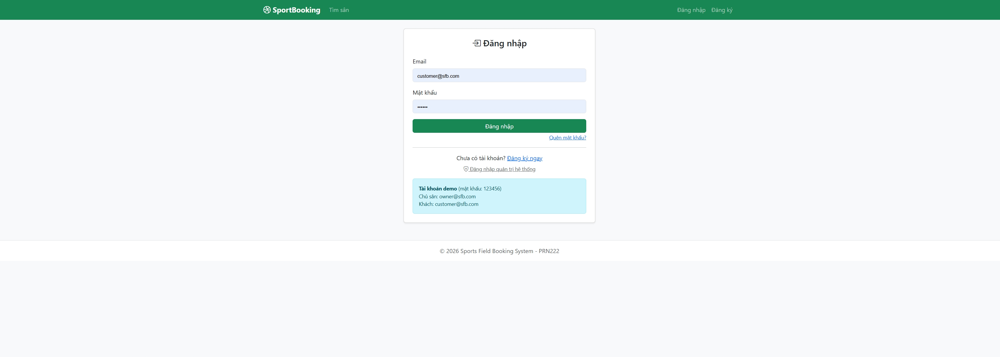 SportBooking Tìm sân Đăng nhập Đăng ký
Đăng nhập
Email
customer@sfb.com
Mật khẩu
••••••
Đăng nhập
Quên mật khẩu?
Chưa có tài khoản? Đăng ký ngay
Đăng nhập quản trị hệ thống
Tài khoản demo (mật khẩu: 123456)
Chủ sân: owner@sfb.com
Khách: customer@sfb.com
© 2026 Sports Field Booking System - PRN222